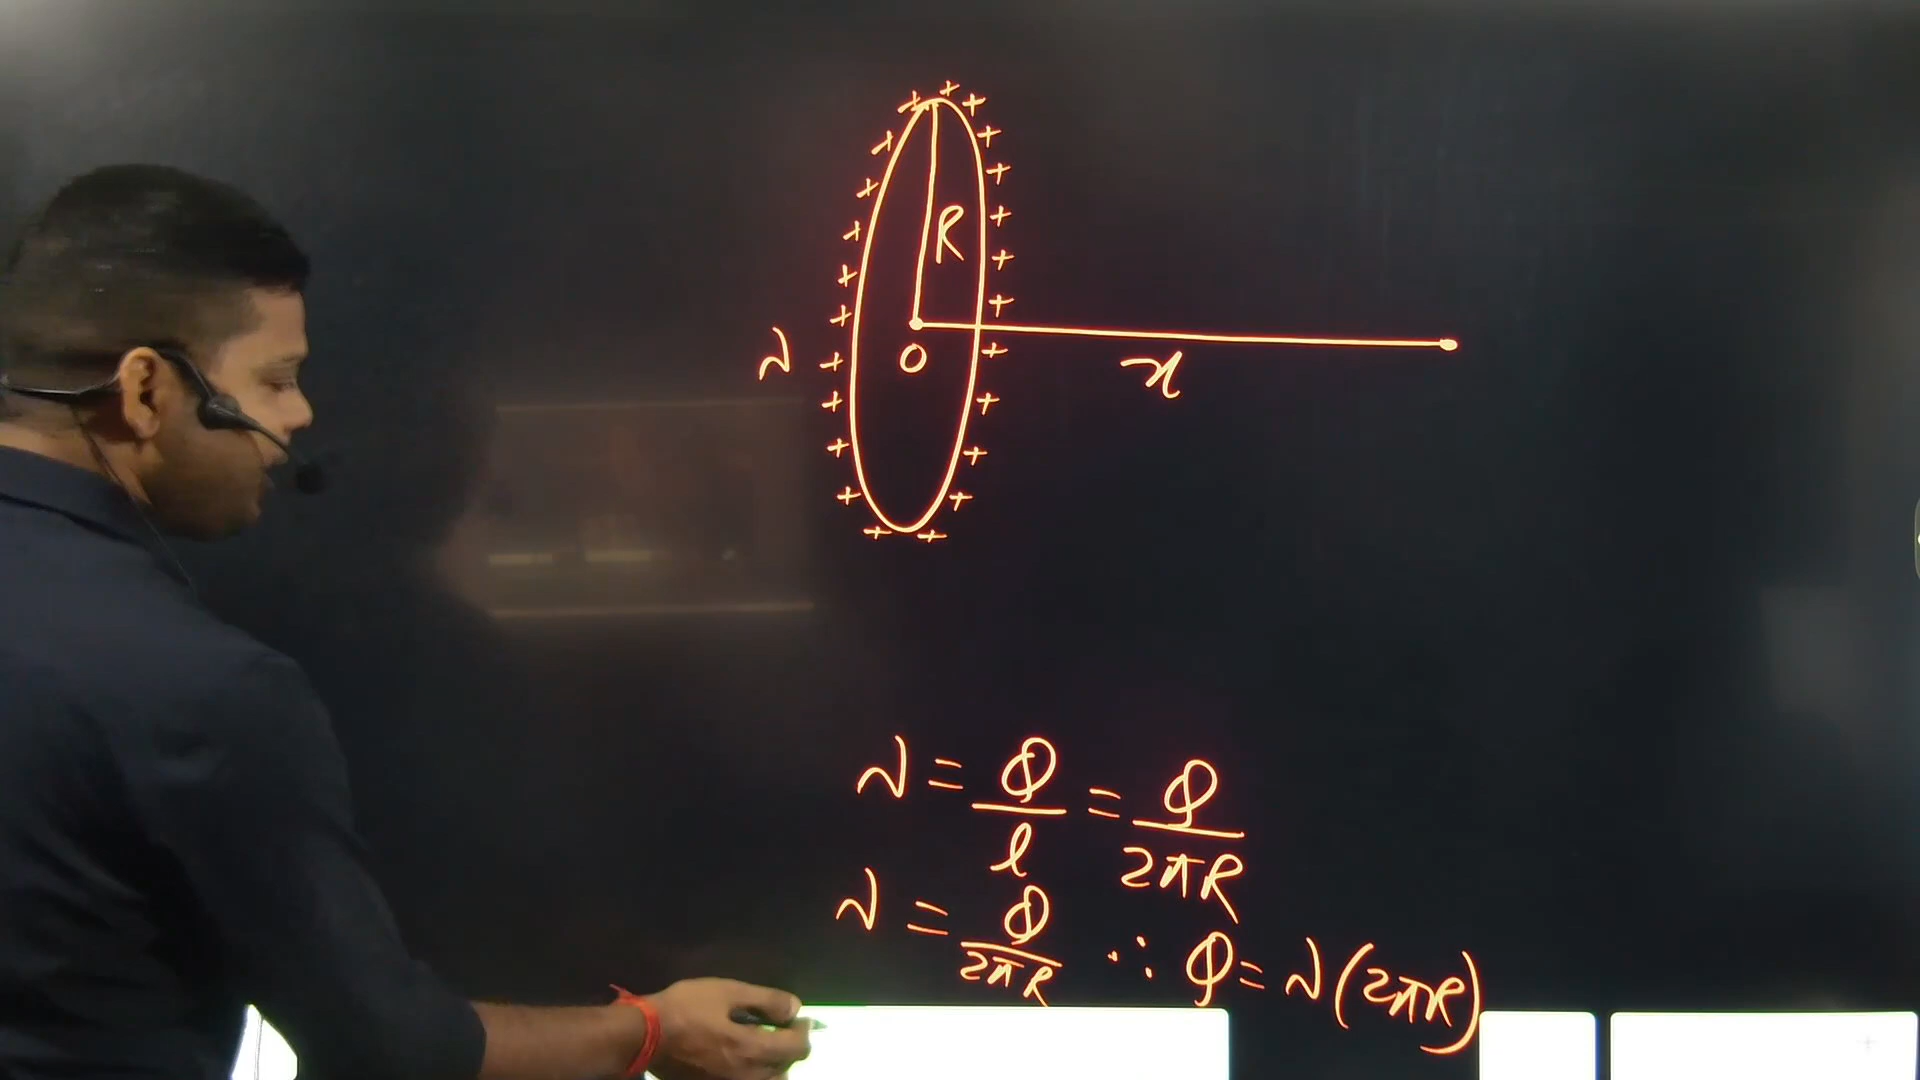 R
λ
O
x
λ = Q/l = Q/2πR
λ = Q/2πR ∴ Q = λ(2πR)